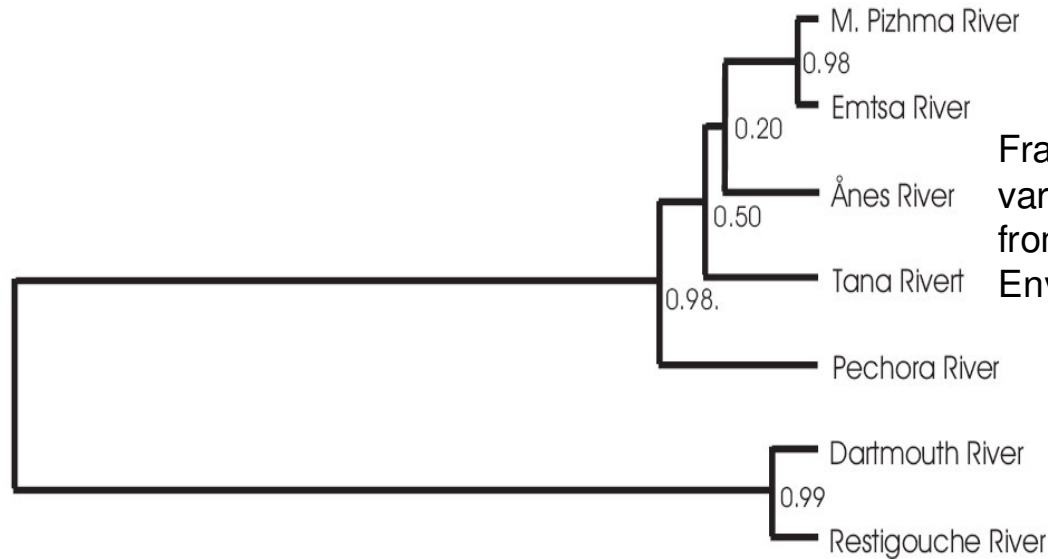 M. Pizhma River
0.98
Emtsa River
0.20
Ånes River
0.50
Tana Rivert
0.98.
Pechora River
Dartmouth River
0.99
Restigouche River
Fra
var
fron
Env